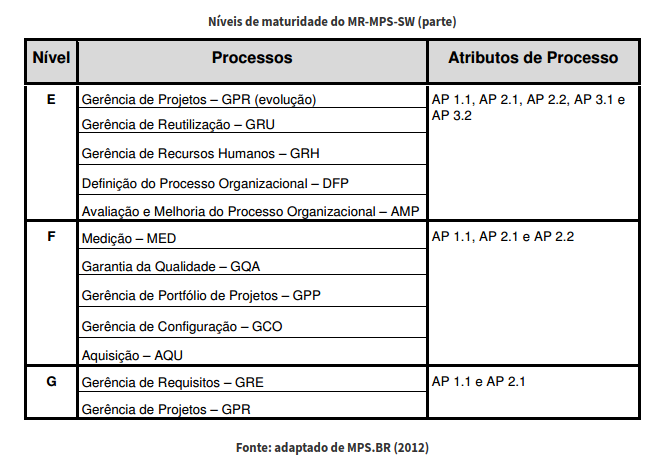 Níveis de maturidade do MR-MPS-SW (parte)
Nível Processos Atributos de Processo
E Gerência de Projetos – GPR (evolução) AP 1.1, AP 2.1, AP 2.2, AP 3.1 e
AP 3.2
Gerência de Reutilização – GRU
Gerência de Recursos Humanos – GRH
Definição do Processo Organizacional – DFP
Avaliação e Melhoria do Processo Organizacional – AMP
F Medição – MED AP 1.1, AP 2.1 e AP 2.2
Garantia da Qualidade – GQA
Gerência de Portfólio de Projetos – GPP
Gerência de Configuração – GCO
Aquisição – AQU
G Gerência de Requisitos – GRE AP 1.1 e AP 2.1
Gerência de Projetos – GPR
Fonte: adaptado de MPS.BR (2012)